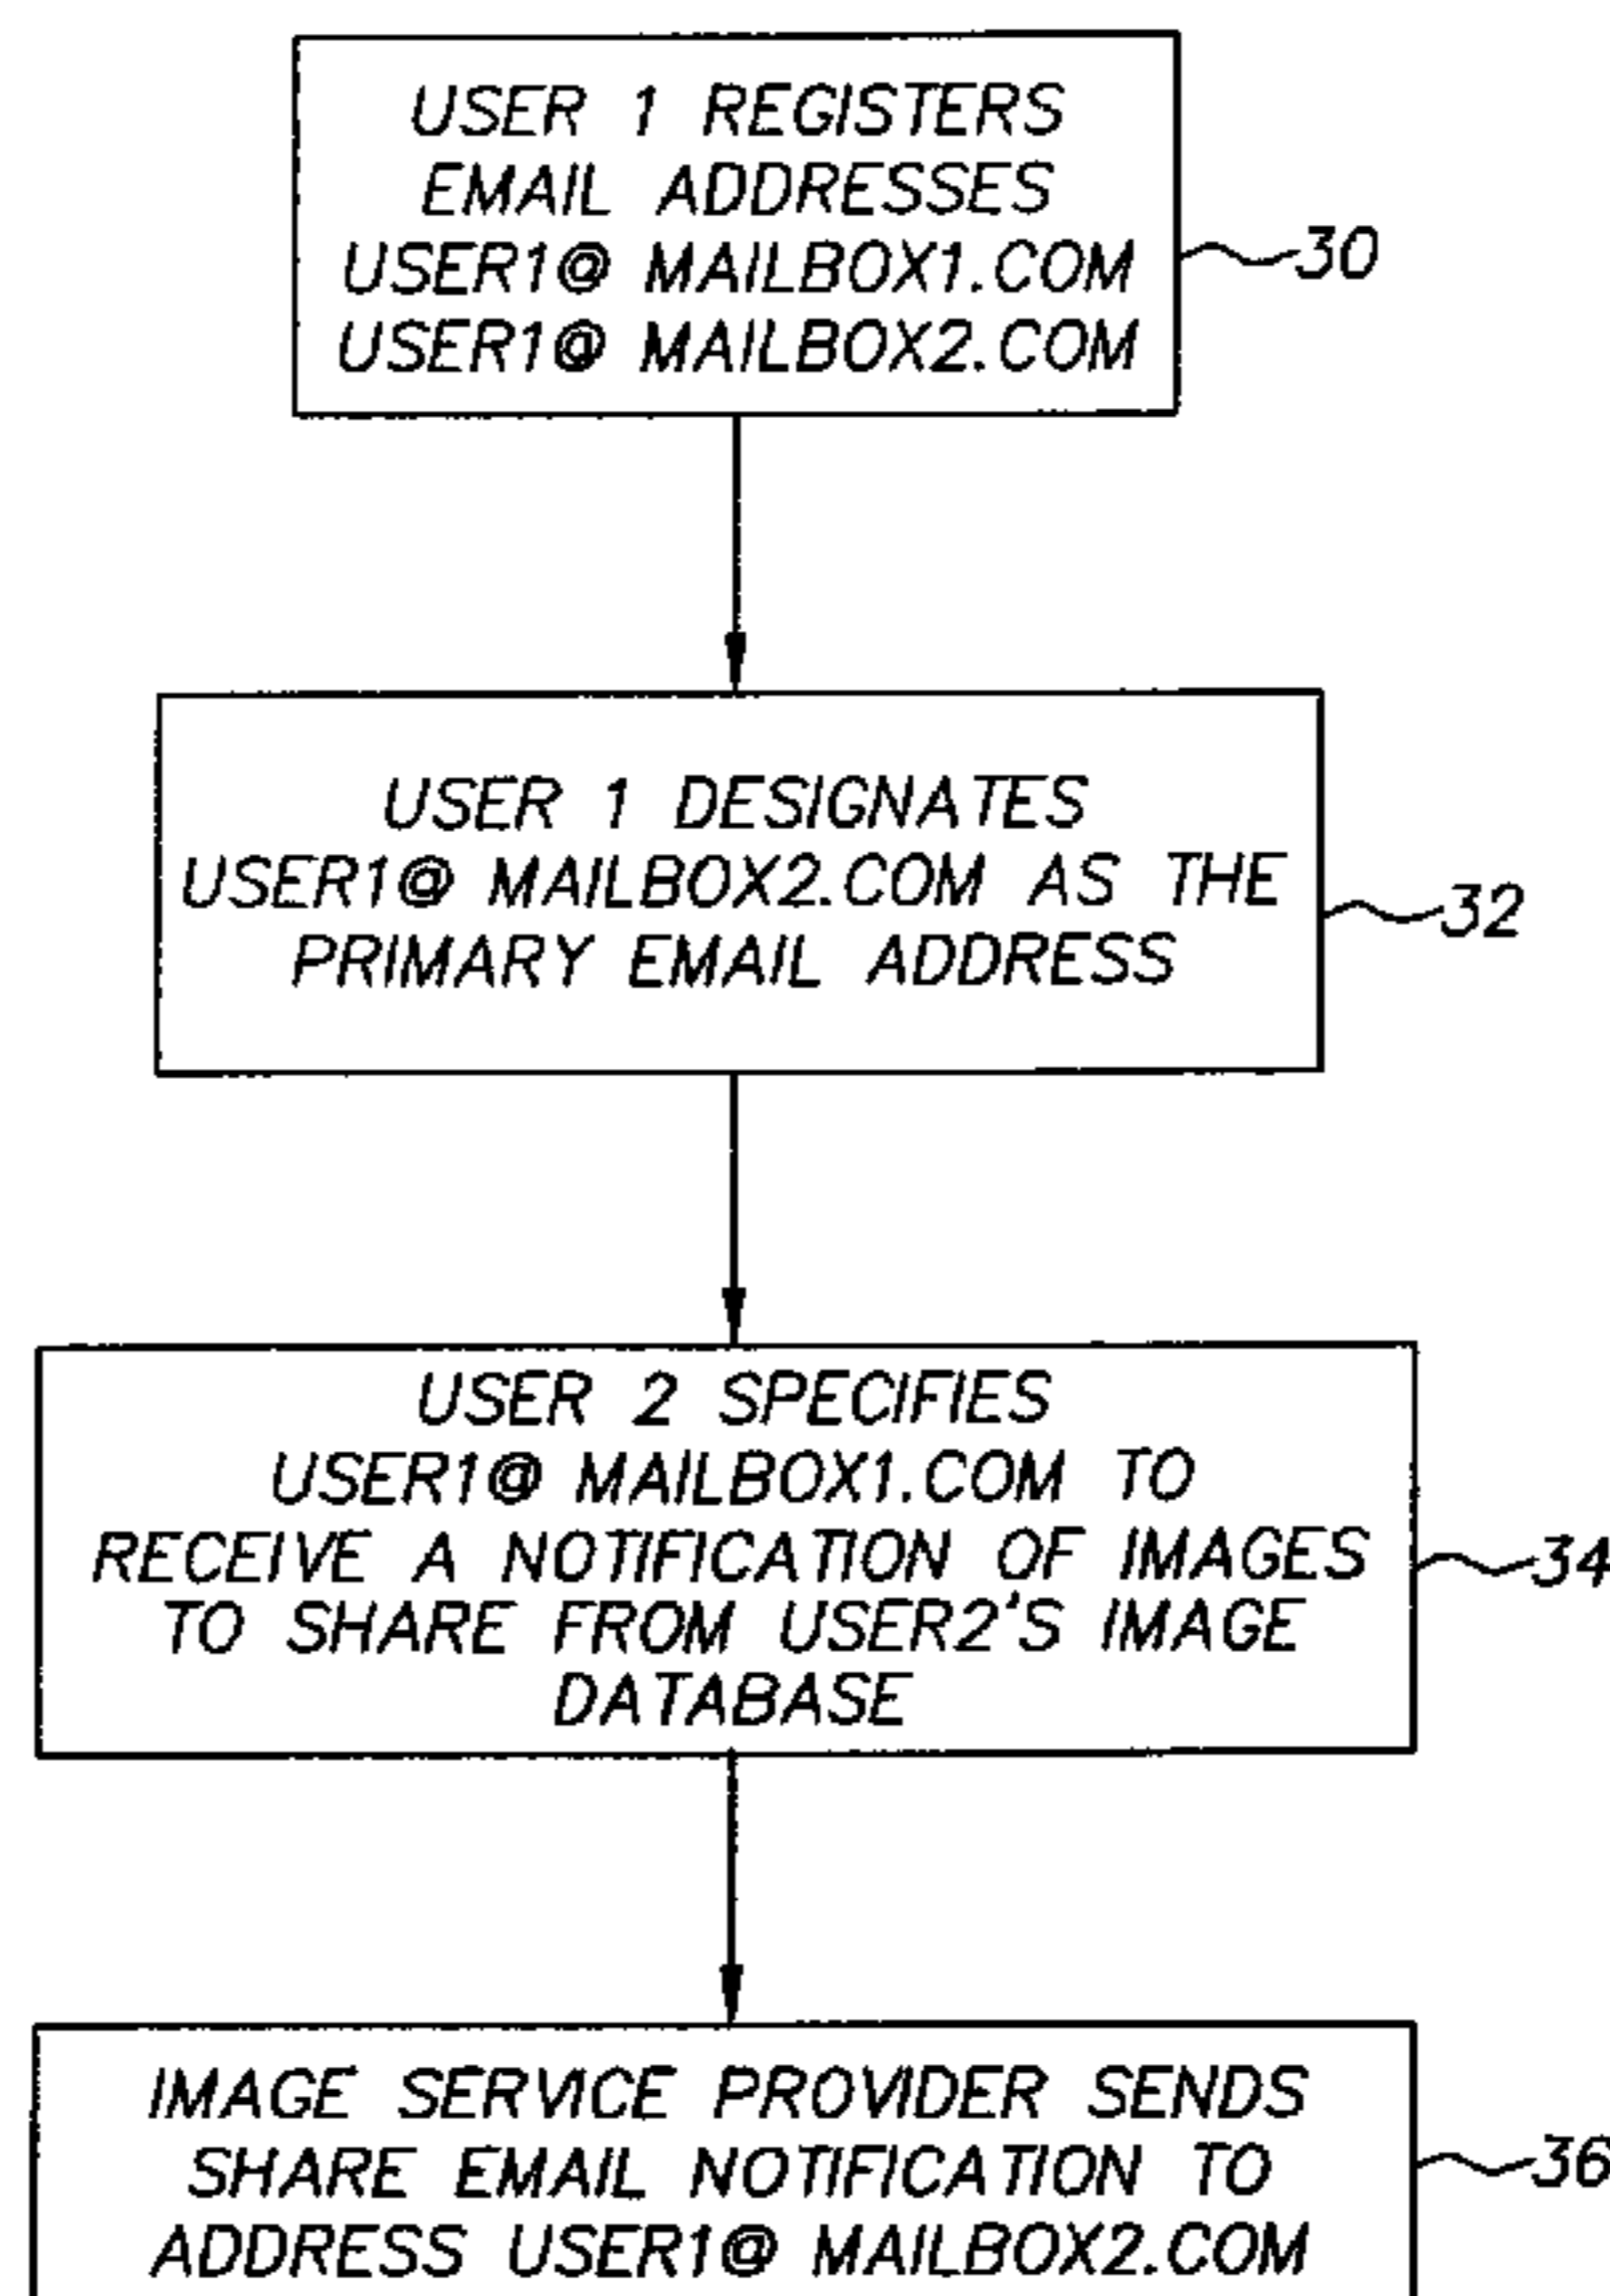 USER 1 REGISTERS
EMAIL ADDRESSES
USER1@ MAILBOX1.COM
USER1@ MAILBOX2.COM
30
USER 1 DESIGNATES
USER1@ MAILBOX2.COM AS THE
PRIMARY EMAIL ADDRESS
32
USER 2 SPECIFIES
USER1@ MAILBOX1.COM TO
RECEIVE A NOTIFICATION OF IMAGES
TO SHARE FROM USER2'S IMAGE
DATABASE
34
IMAGE SERVICE PROVIDER SENDS
SHARE EMAIL NOTIFICATION TO
ADDRESS USER1@ MAILBOX2.COM
36